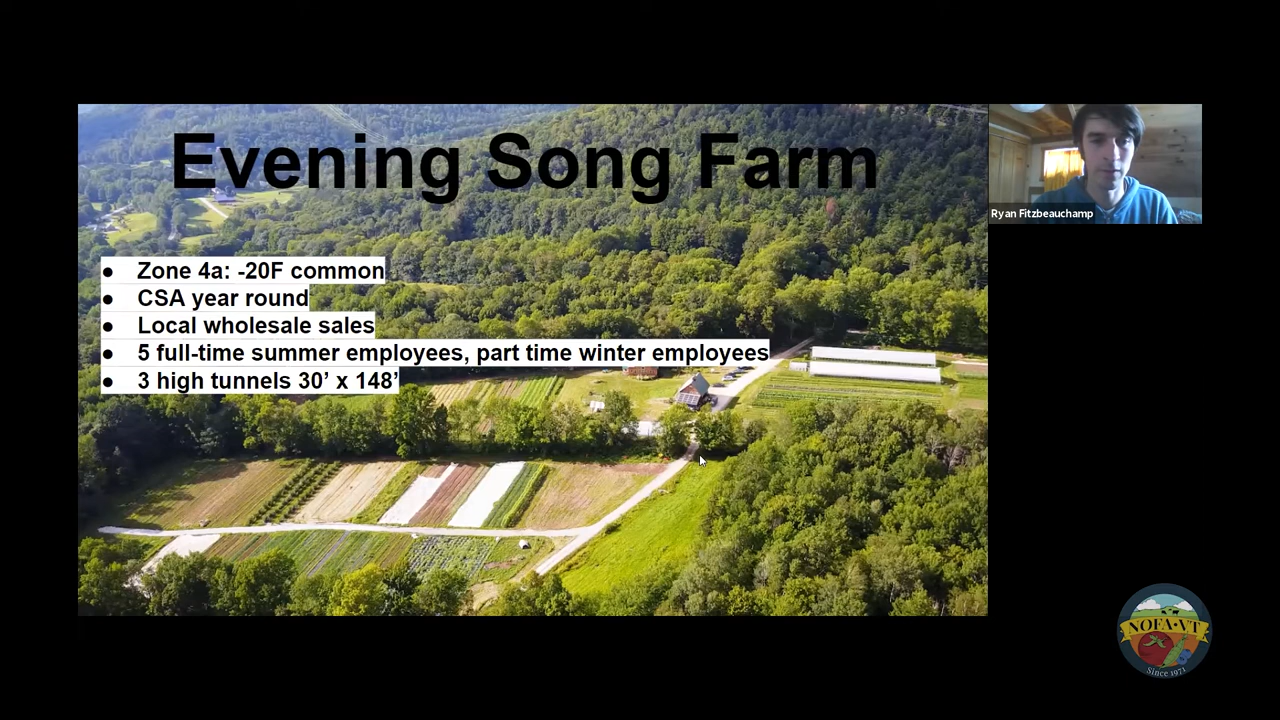 Evening Song Farm
● Zone 4a: -20F common
● CSA year round
● Local wholesale sales
● 5 full-time summer employees, part time winter employees
● 3 high tunnels 30’ x 148’
Ryan Fitzbeauchamp
NOFA•VT
Since 1971